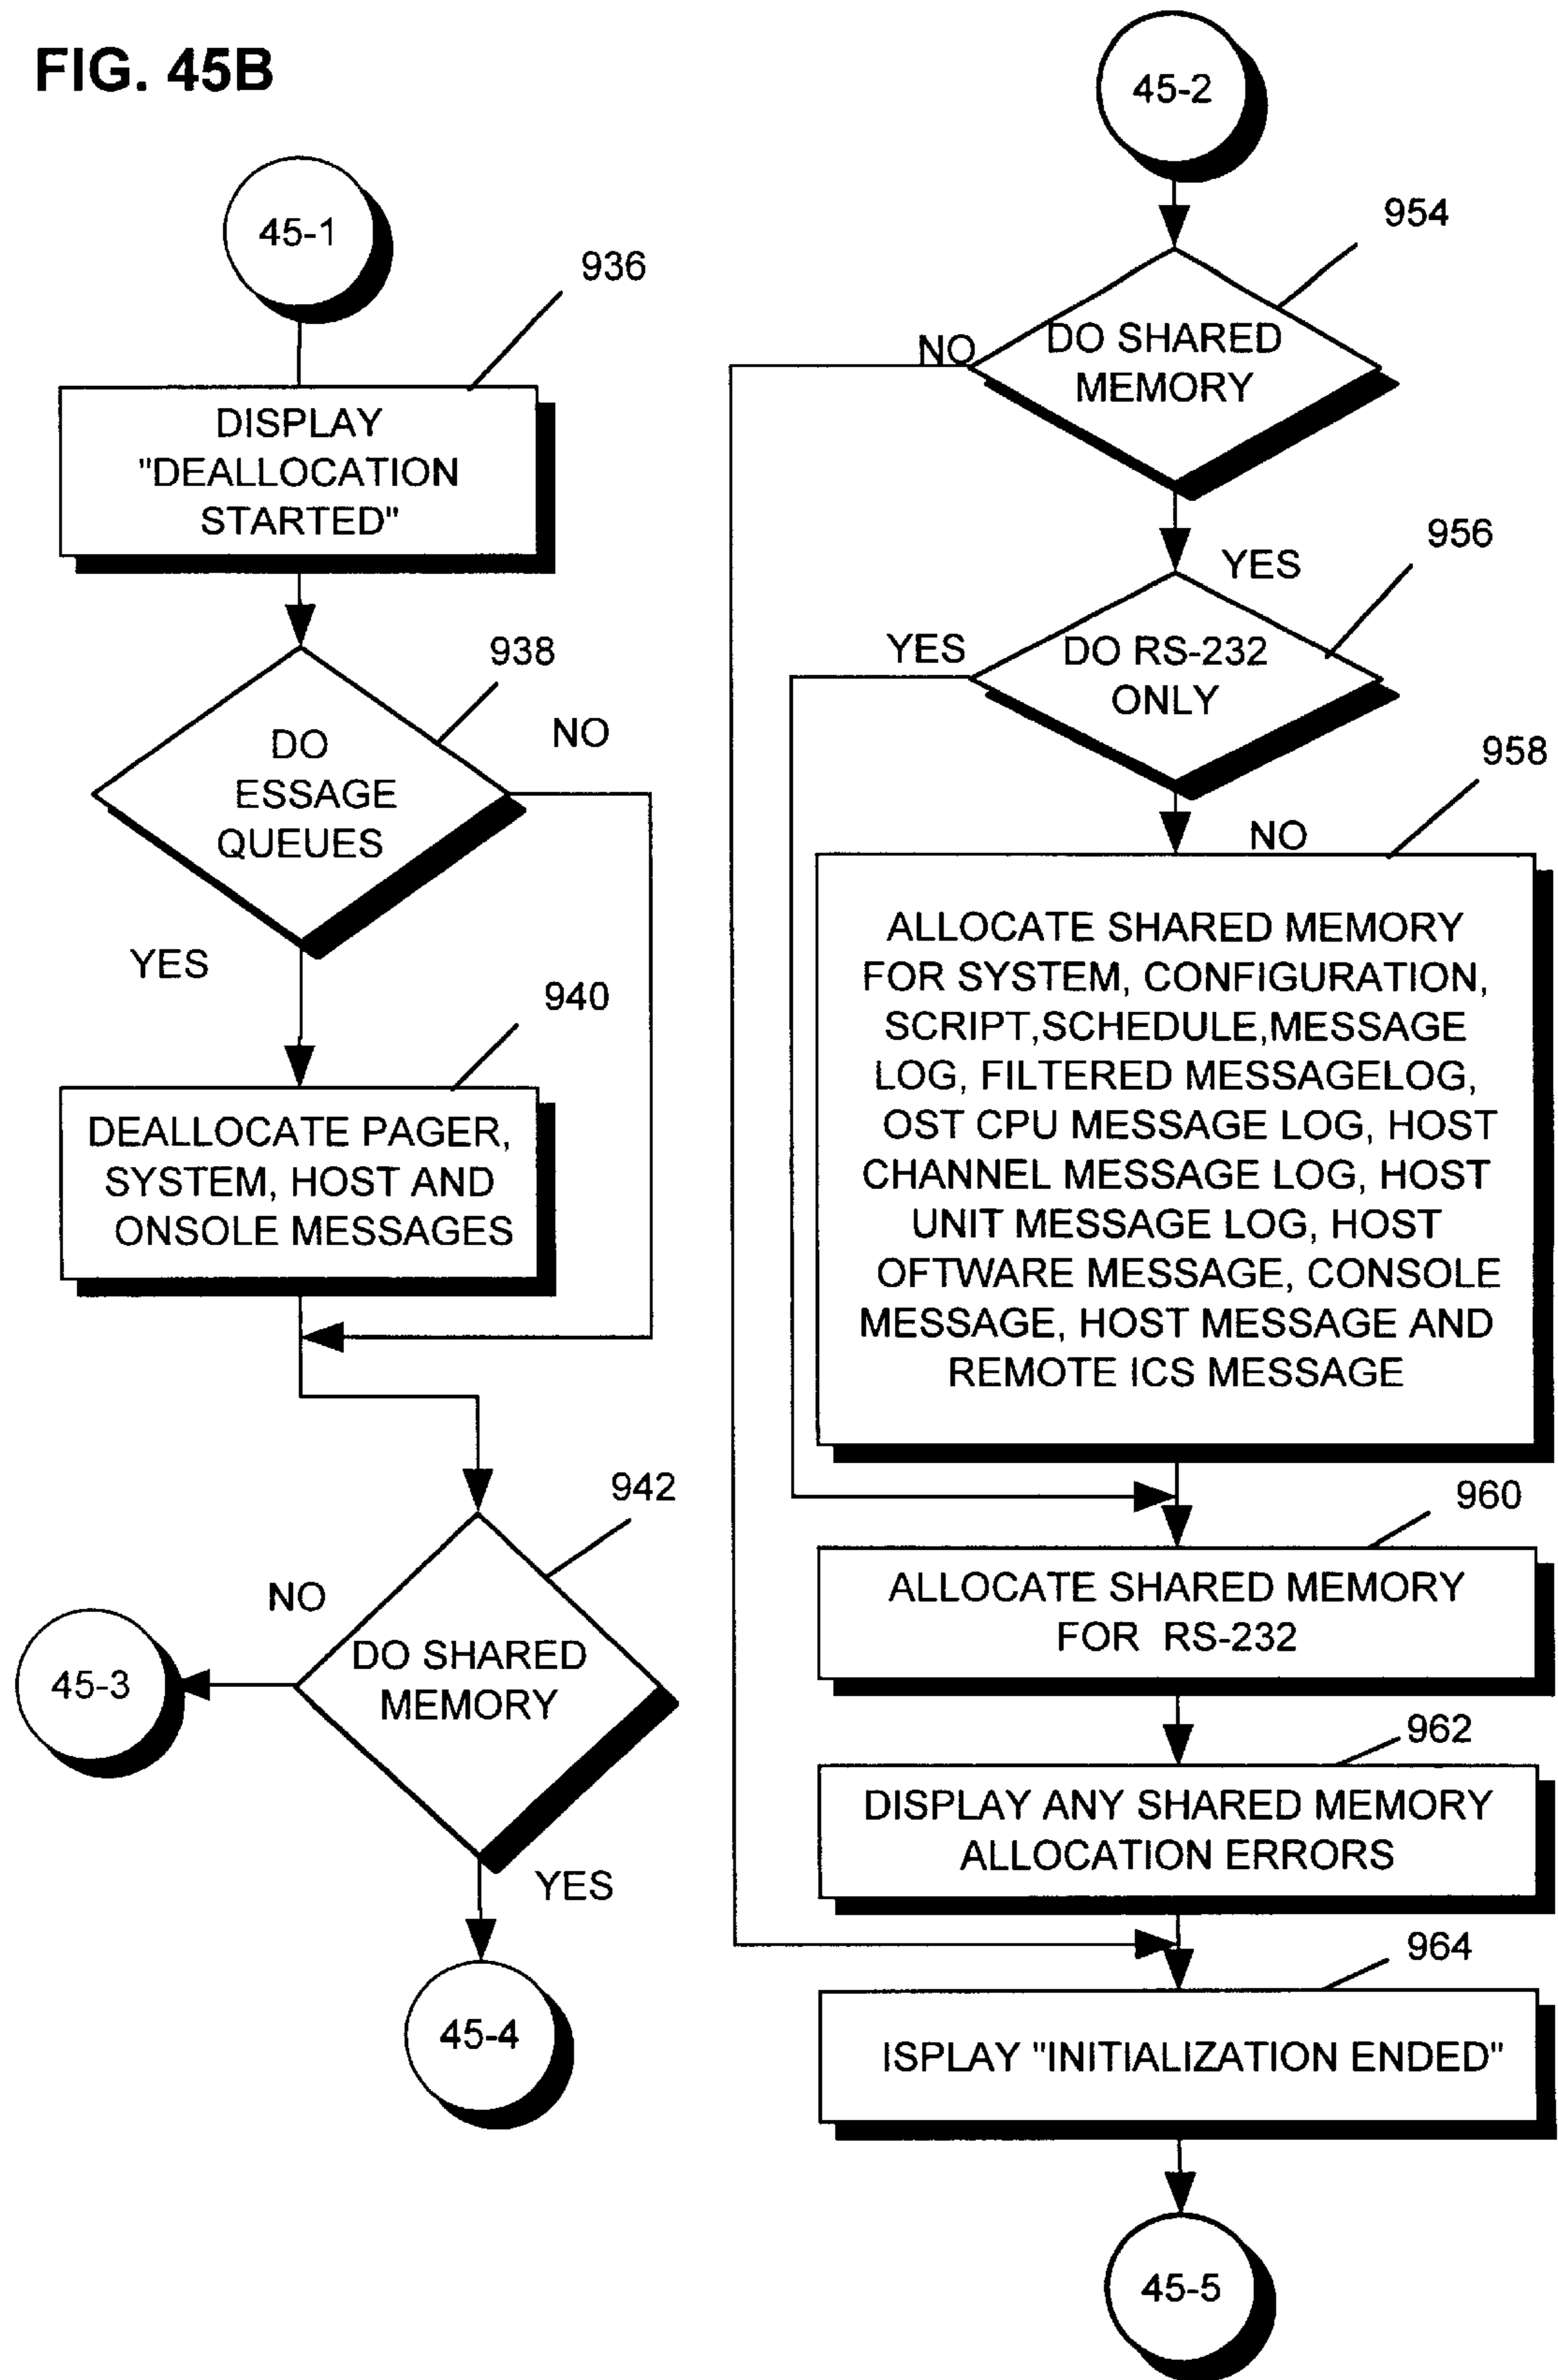 FIG. 45B
45-1
936
DISPLAY
"DEALLOCATION
STARTED"
938
DO
ESSAGE
QUEUES
NO
YES
940
DEALLOCATE PAGER,
SYSTEM, HOST AND
ONSOLE MESSAGES
942
NO
DO SHARED
MEMORY
45-3
YES
45-4
45-2
954
NO
DO SHARED
MEMORY
YES
956
YES
DO RS-232
ONLY
NO
958
ALLOCATE SHARED MEMORY
FOR SYSTEM, CONFIGURATION,
SCRIPT,SCHEDULE,MESSAGE
LOG, FILTERED MESSAGELOG,
OST CPU MESSAGE LOG, HOST
CHANNEL MESSAGE LOG, HOST
UNIT MESSAGE LOG, HOST
OFTWARE MESSAGE, CONSOLE
MESSAGE, HOST MESSAGE AND
REMOTE ICS MESSAGE
960
ALLOCATE SHARED MEMORY
FOR RS-232
962
DISPLAY ANY SHARED MEMORY
ALLOCATION ERRORS
964
ISPLAY "INITIALIZATION ENDED"
45-5